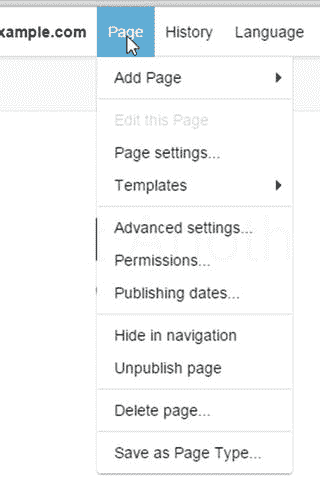 xample.com Page History Language
Add Page
Edit this Page
Page settings...
Templates
Advanced settings...
Permissions...
Publishing dates...
Hide in navigation
Unpublish page
Delete page...
Save as Page Type...